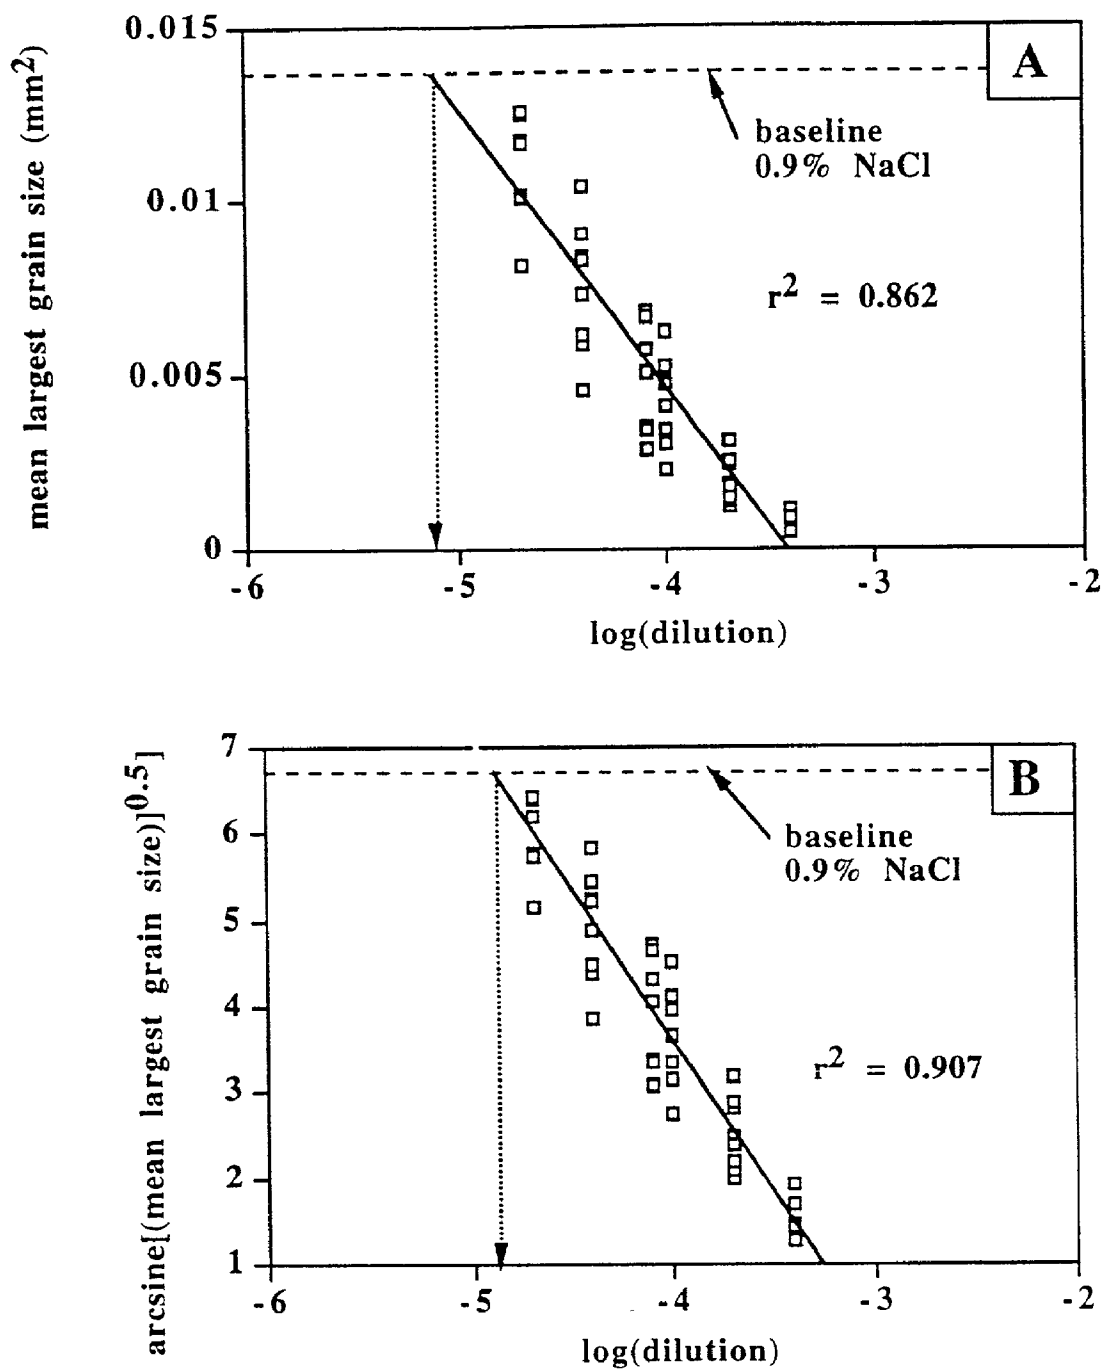 0.015
0.01
0.005
0
mean largest grain size (mm2)
A
baseline
0.9% NaCl
r2 = 0.862
-6 -5 -4 -3 -2
log(dilution)
7
6
5
4
3
2
1
arcsine[(mean largest grain size)]0.5]
B
baseline
0.9% NaCl
r2 = 0.907
-6 -5 -4 -3 -2
log(dilution)